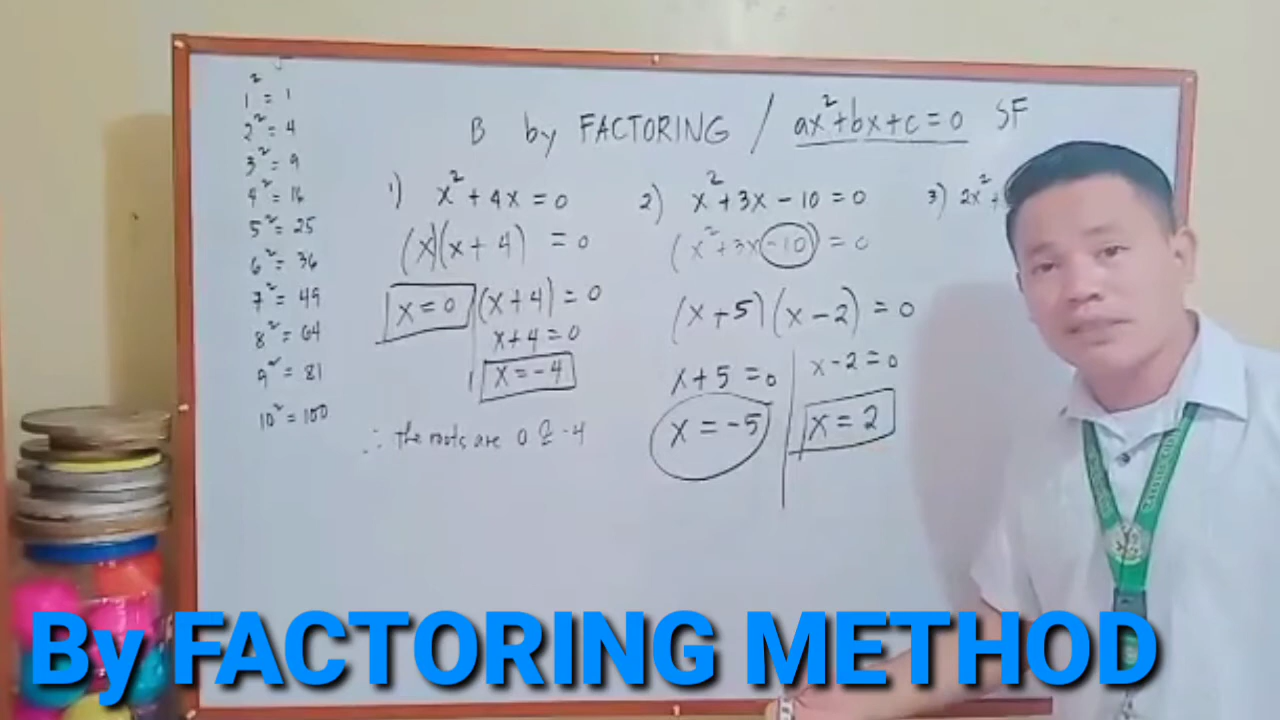 1² = 1
2² = 4
3² = 9
4² = 16
5² = 25
6² = 36
7² = 49
8² = 64
9² = 81
10² = 100
B by FACTORING / ax²+bx+c=0 SF
1) x² + 4x = 0
(x)(x + 4) = 0
x = 0 (x+4) = 0
x+4=0
x = -4
∴ the roots are 0 & -4
2) x² + 3x - 10 = 0
(x² + 3x - 10) = 0
(x+5)(x-2) = 0
x+5=0 x-2=0
x = -5 x = 2
3) 2x² +
By FACTORING METHOD